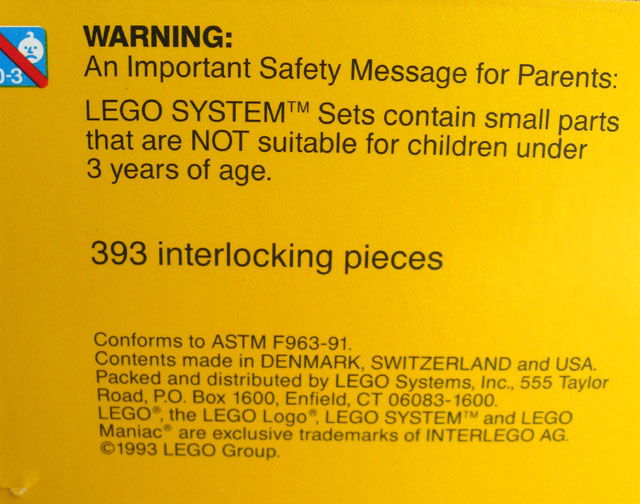 0-3
WARNING:
An Important Safety Message for Parents:
LEGO SYSTEM™ Sets contain small parts
that are NOT suitable for children under
3 years of age.
393 interlocking pieces
Conforms to ASTM F963-91.
Contents made in DENMARK, SWITZERLAND and USA.
Packed and distributed by LEGO Systems, Inc., 555 Taylor
Road, P.O. Box 1600, Enfield, CT 06083-1600.
LEGO®, the LEGO Logo®, LEGO SYSTEM™ and LEGO
Maniac® are exclusive trademarks of INTERLEGO AG.
©1993 LEGO Group.